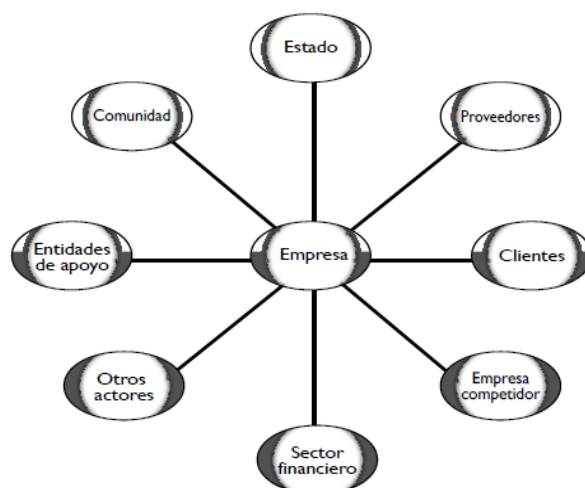 Estado
Comunidad
Proveedores
Entidades
de apoyo
Empresa
Clientes
Otros
actores
Empresa
competidor
Sector
financiero